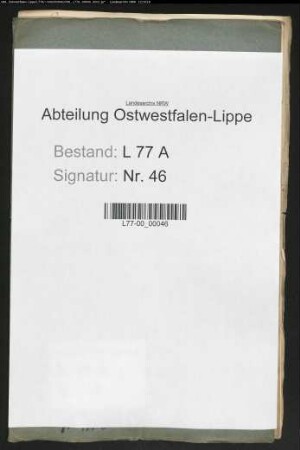 Landesarchiv NRW
Abteilung Ostwestfalen-Lippe
Bestand: L 77 A
Signatur: Nr. 46
L77-00_00046